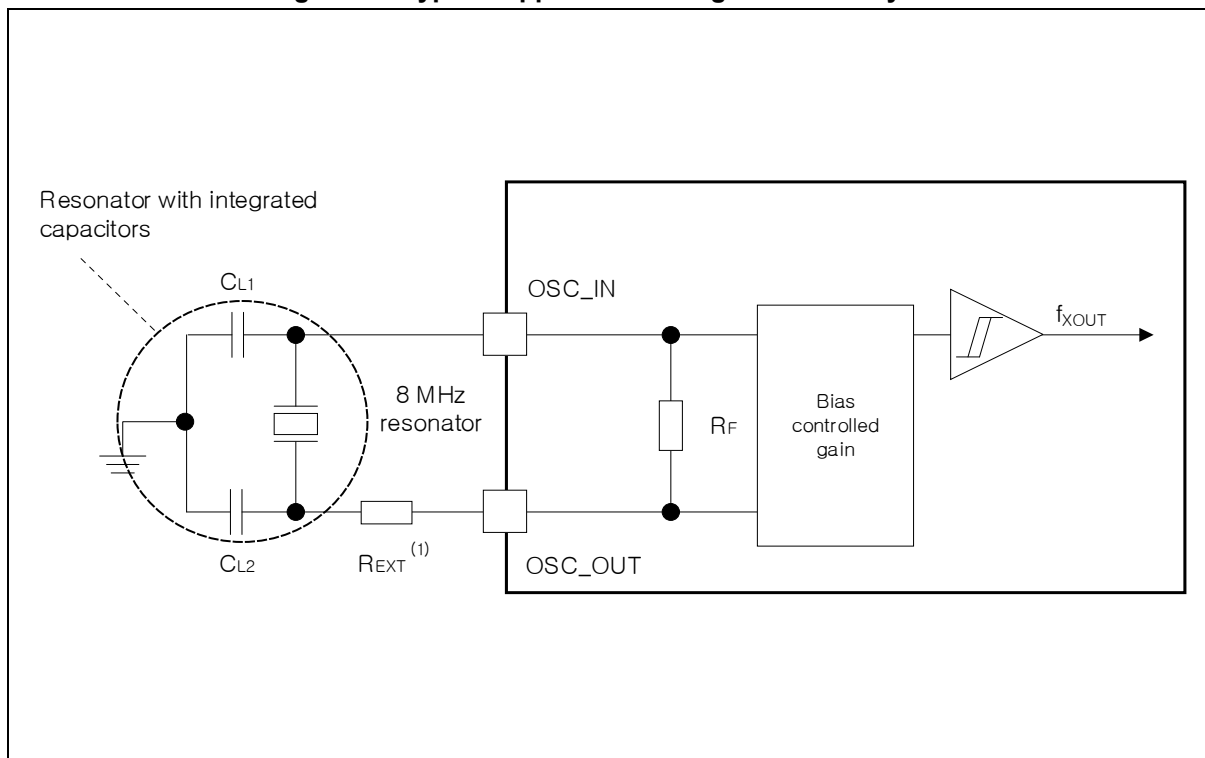 Resonator with integrated
capacitors
CL1
OSC_IN
fXOUT
8 MHz
resonator
RF
Bias
controlled
gain
CL2
REXT (1)
OSC_OUT